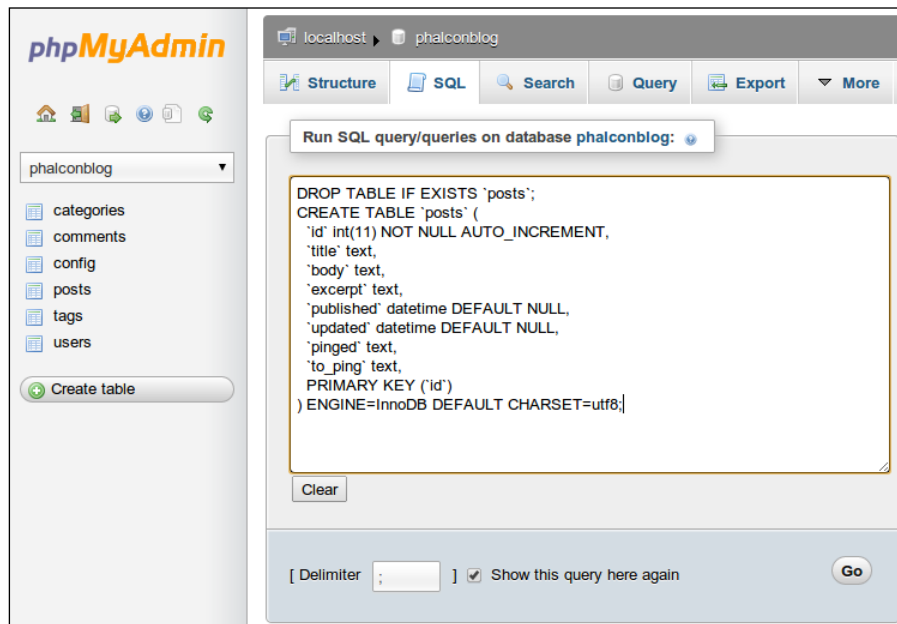 phpMyAdmin
phalconblog
categories
comments
config
posts
tags
users
Create table
localhost
phalconblog
Structure
SQL
Search
Query
Export
More
Run SQL query/queries on database phalconblog:
DROP TABLE IF EXISTS `posts`;
CREATE TABLE `posts` (
`id` int(11) NOT NULL AUTO_INCREMENT,
`title` text,
`body` text,
`excerpt` text,
`published` datetime DEFAULT NULL,
`updated` datetime DEFAULT NULL,
`pinged` text,
`to_ping` text,
PRIMARY KEY (`id`)
) ENGINE=InnoDB DEFAULT CHARSET=utf8;
Clear
[ Delimiter ; ] Show this query here again
Go